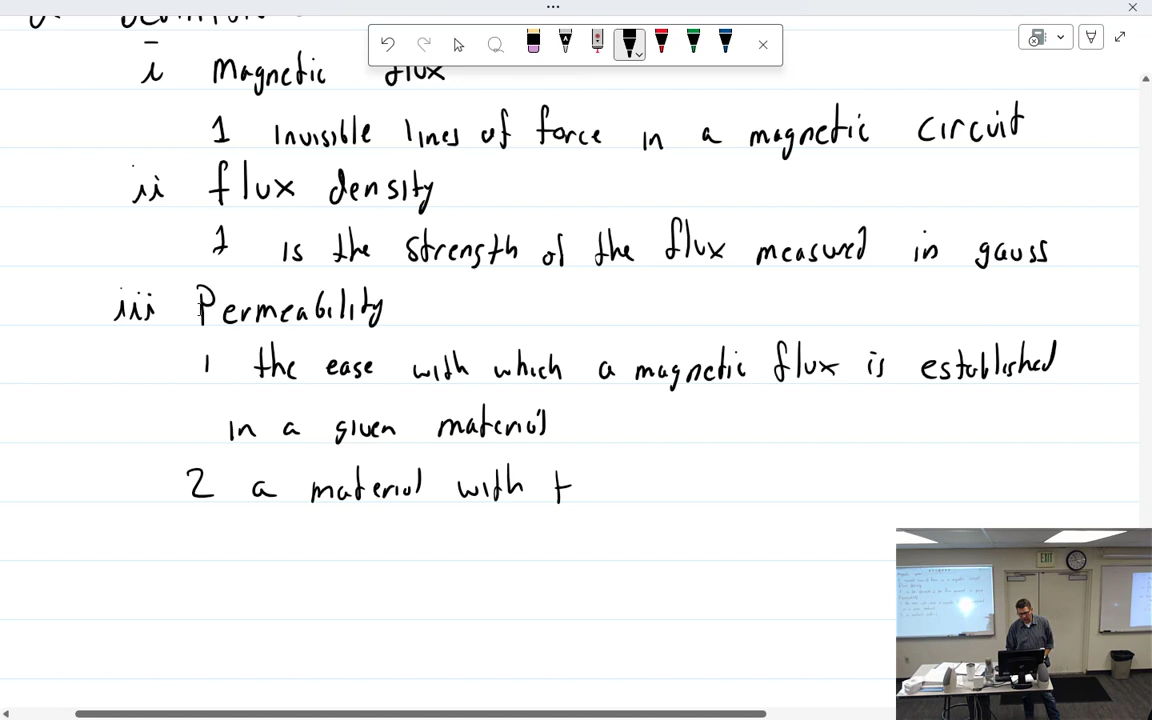 i Magnetic flux
1 Invisible lines of force in a magnetic circuit
ii flux density
1 is the strength of the flux measured in gauss
iii Permeability
1 the ease with which a magnetic flux is established
in a given material
2 a material with t
EXIT